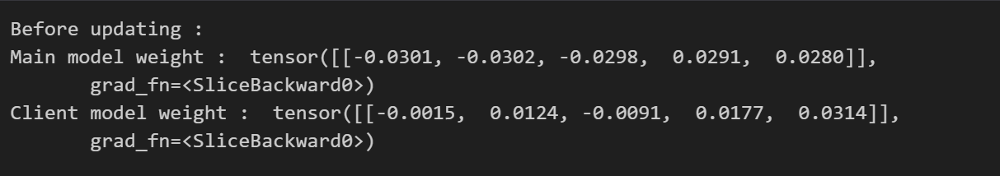 Before updating :
Main model weight :  tensor([[-0.0301, -0.0302, -0.0298,  0.0291,  0.0280]],
       grad_fn=<SliceBackward0>)
Client model weight :  tensor([[-0.0015,  0.0124, -0.0091,  0.0177,  0.0314]],
       grad_fn=<SliceBackward0>)